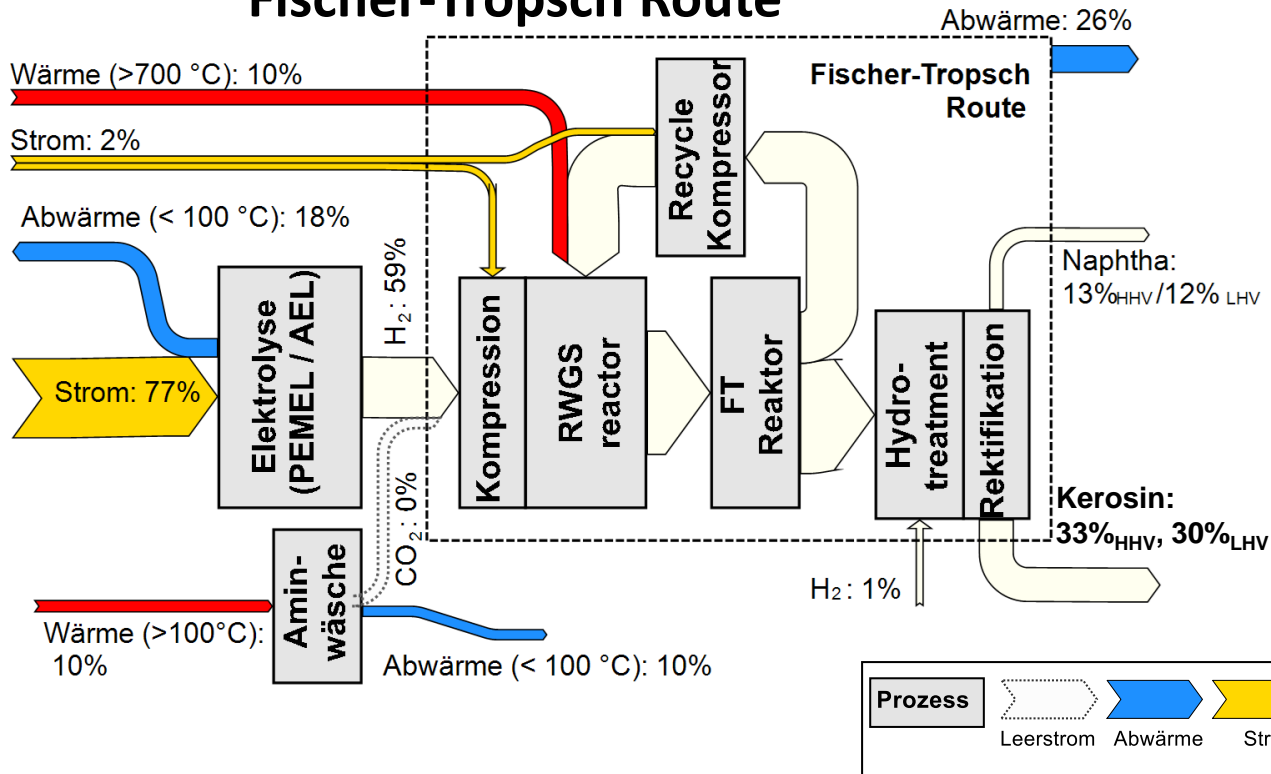 Fischer-Tropsch Route
Abwärme: 26%
Wärme (>700 °C): 10%
Fischer-Tropsch
Route
Recycle
Kompressor
Strom: 2%
Abwärme (< 100 °C): 18%
H2: 59%
Naphtha:
13%HHV/12% LHV
Strom: 77%
Elektrolyse
(PEMEL / AEL)
Kompression
RWGS
reactor
FT
Reaktor
Hydro-
treatment
Rektifikation
CO2: 0%
Kerosin:
33%HHV, 30%LHV
H2: 1%
Amin-
wäsche
Wärme (>100°C):
10%
Abwärme (< 100 °C): 10%
Prozess
Leerstrom
Abwärme
Str